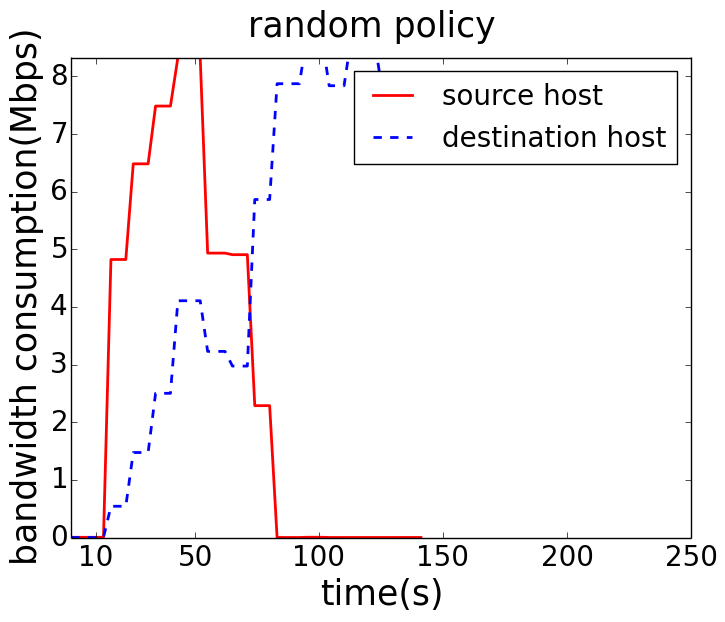 random policy
bandwidth consumption(Mbps)
8
7
6
5
4
3
2
1
0
source host
destination host
10 50 100 150 200 250
time(s)